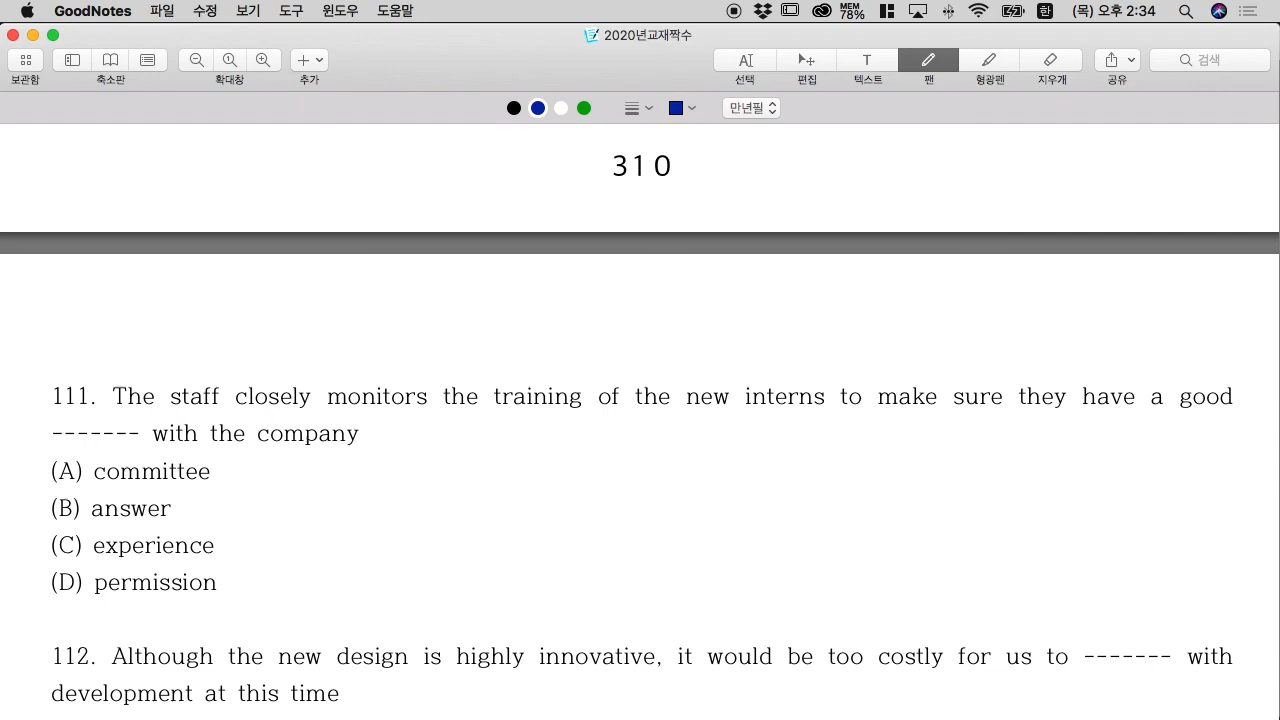 GoodNotes 파일 수정 보기 도구 윈도우 도움말 MEM 78% 한 (목) 오후 2:34
2020년교재짝수
보관함 축소판 확대창 추가 선택 편집 T 텍스트 펜 형광펜 지우개 공유 검색
만년필
310
111. The staff closely monitors the training of the new interns to make sure they have a good
------- with the company
(A) committee
(B) answer
(C) experience
(D) permission
112. Although the new design is highly innovative, it would be too costly for us to ------- with
development at this time